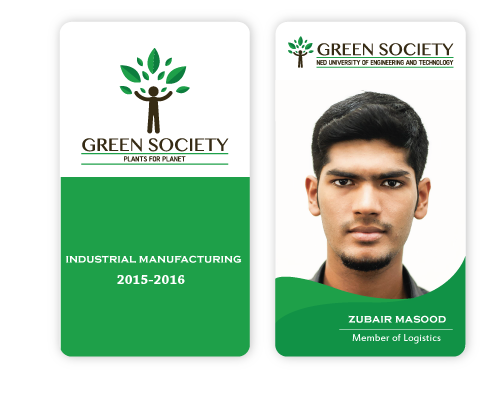 GREEN SOCIETY
PLANTS FOR PLANET
INDUSTRIAL MANUFACTURING
2015-2016
GREEN SOCIETY
NED UNIVERSITY OF ENGINEERING AND TECHNOLOGY
ZUBAIR MASOOD
Member of Logistics